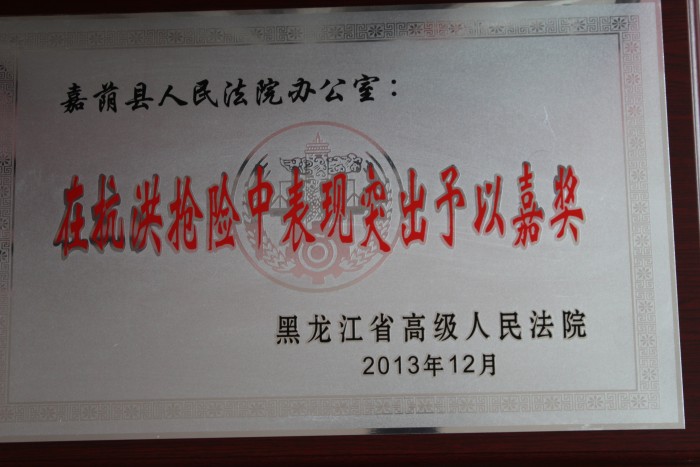 嘉荫县人民法院办公室：
在抗洪抢险中表现突出予以嘉奖
黑龙江省高级人民法院
2013年12月